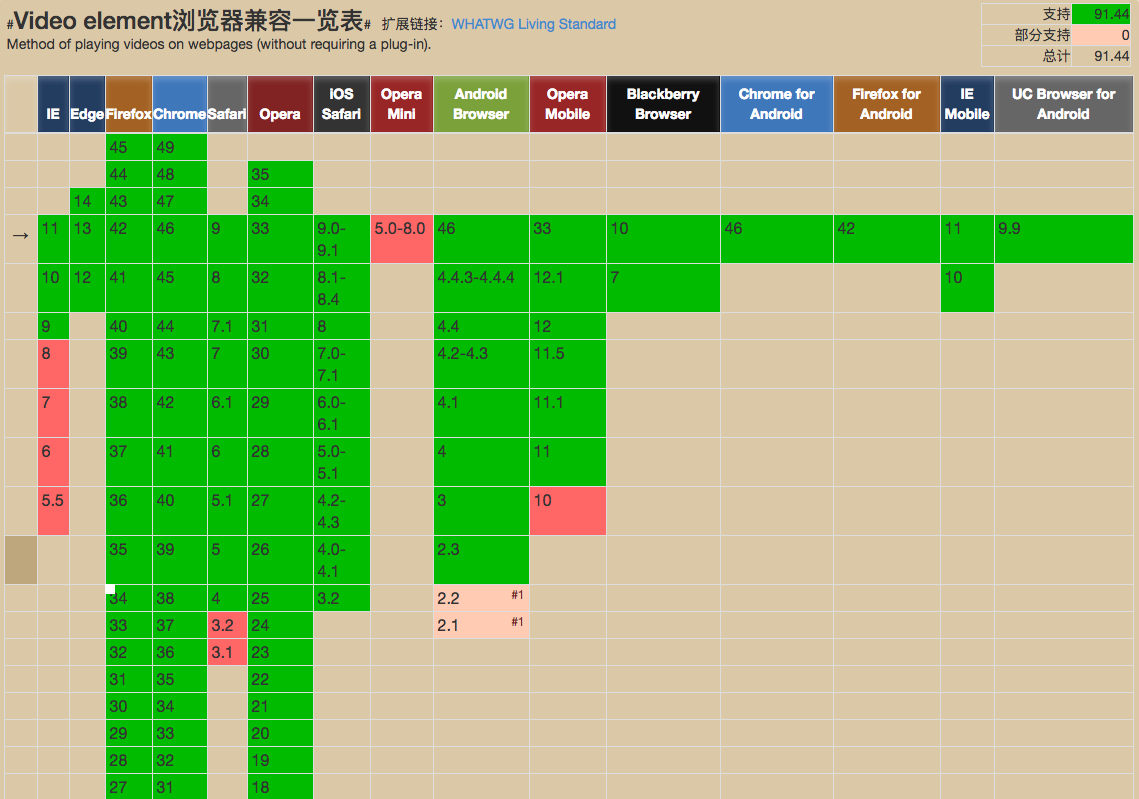 #Video element浏览器兼容一览表# 扩展链接：WHATWG Living Standard
Method of playing videos on webpages (without requiring a plug-in).
支持 91.44
部分支持 0
总计 91.44
IE Edge Firefox Chrome Safari Opera iOS Safari Opera Mini Android Browser Opera Mobile Blackberry Browser Chrome for Android Firefox for Android IE Mobile UC Browser for Android
45 49
44 48 35
14 43 47 34
→ 11 13 42 46 9 33 9.0-9.1 5.0-8.0 46 33 10 46 42 11 9.9
10 12 41 45 8 32 8.1-8.4 4.4.3-4.4.4 12.1 7 10
9 40 44 7.1 31 8 4.4 12
8 39 43 7 30 7.0-7.1 4.2-4.3 11.5
7 38 42 6.1 29 6.0-6.1 4.1 11.1
6 37 41 6 28 5.0-5.1 4 11
5.5 36 40 5.1 27 4.2-4.3 3 10
35 39 5 26 4.0-4.1 2.3
34 38 4 25 3.2 2.2 #1
33 37 3.2 24 2.1 #1
32 36 3.1 23
31 35 22
30 34 21
29 33 20
28 32 19
27 31 18